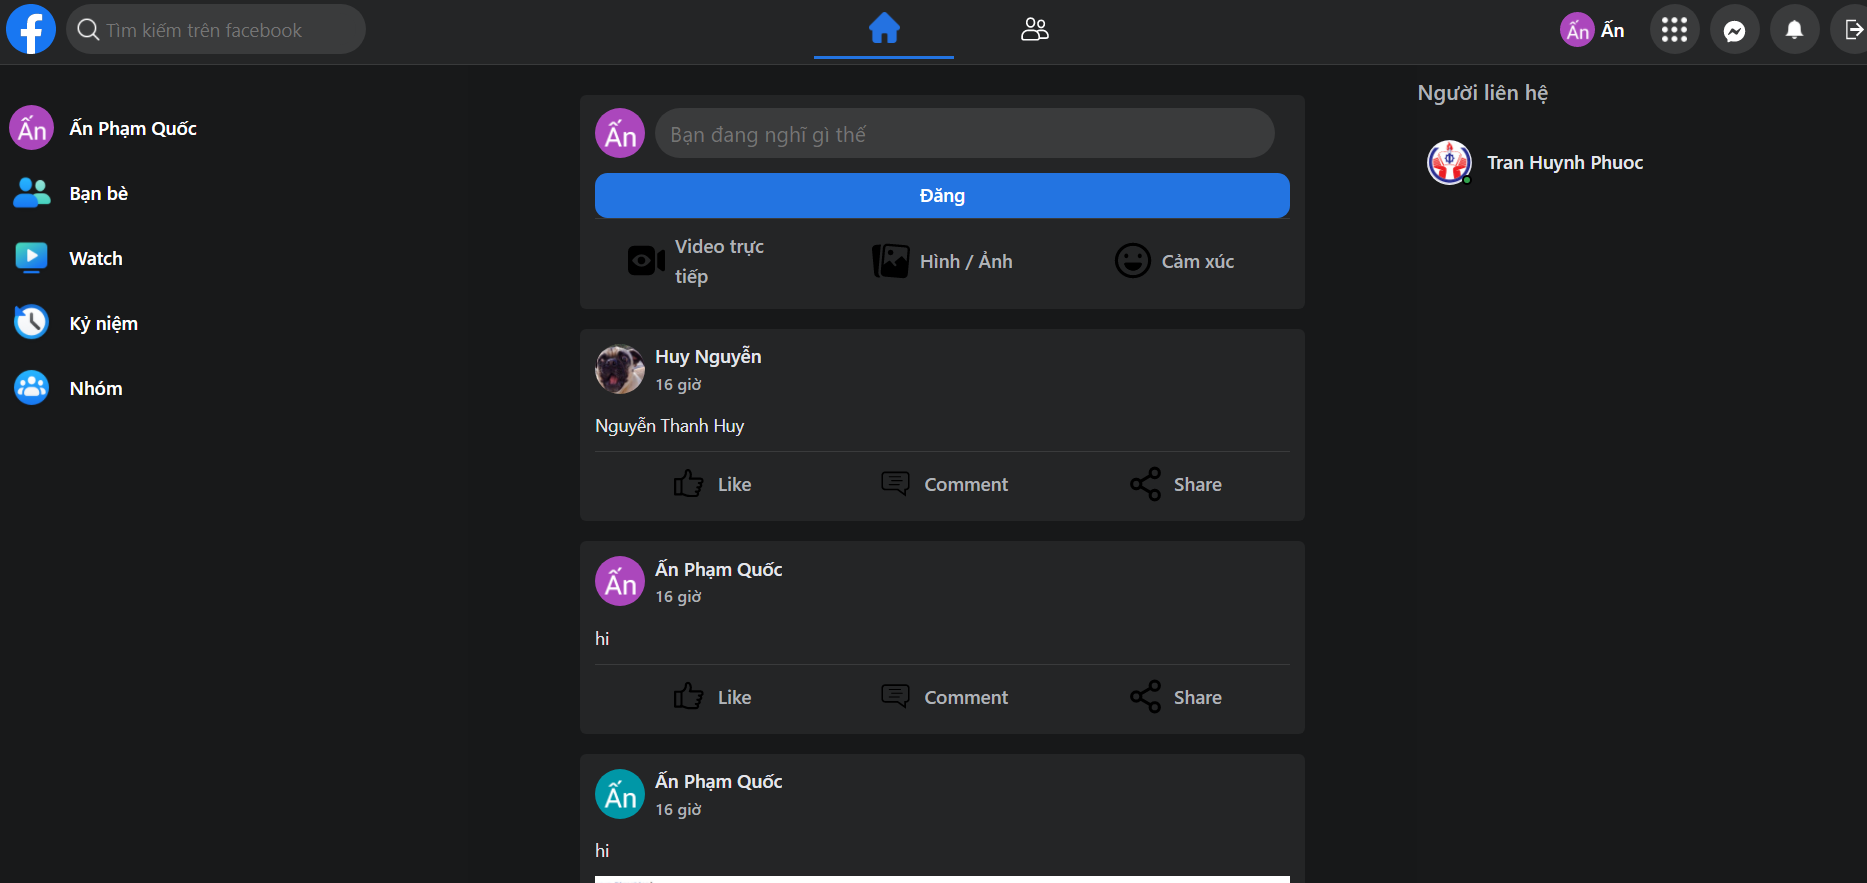 Tìm kiếm trên facebook
Ấn
Ấn
Ấn
Ấn Phạm Quốc
Bạn bè
Watch
Kỷ niệm
Nhóm
Ấn
Bạn đang nghĩ gì thế
Đăng
Video trực
tiếp
Hình / Ảnh
Cảm xúc
Huy Nguyễn
16 giờ
Nguyễn Thanh Huy
Like
Comment
Share
Ấn
Ấn Phạm Quốc
16 giờ
hi
Like
Comment
Share
Ấn
Ấn Phạm Quốc
16 giờ
hi
Người liên hệ
Tran Huynh Phuoc